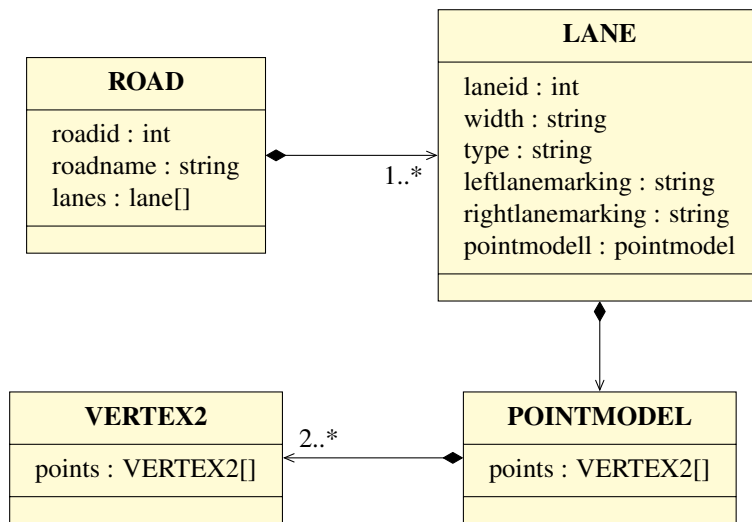 ROAD
roadid : int
roadname : string
lanes : lane[]
1..*
LANE
laneid : int
width : string
type : string
leftlanemarking : string
rightlanemarking : string
pointmodell : pointmodel
VERTEX2
points : VERTEX2[]
2..*
POINTMODEL
points : VERTEX2[]